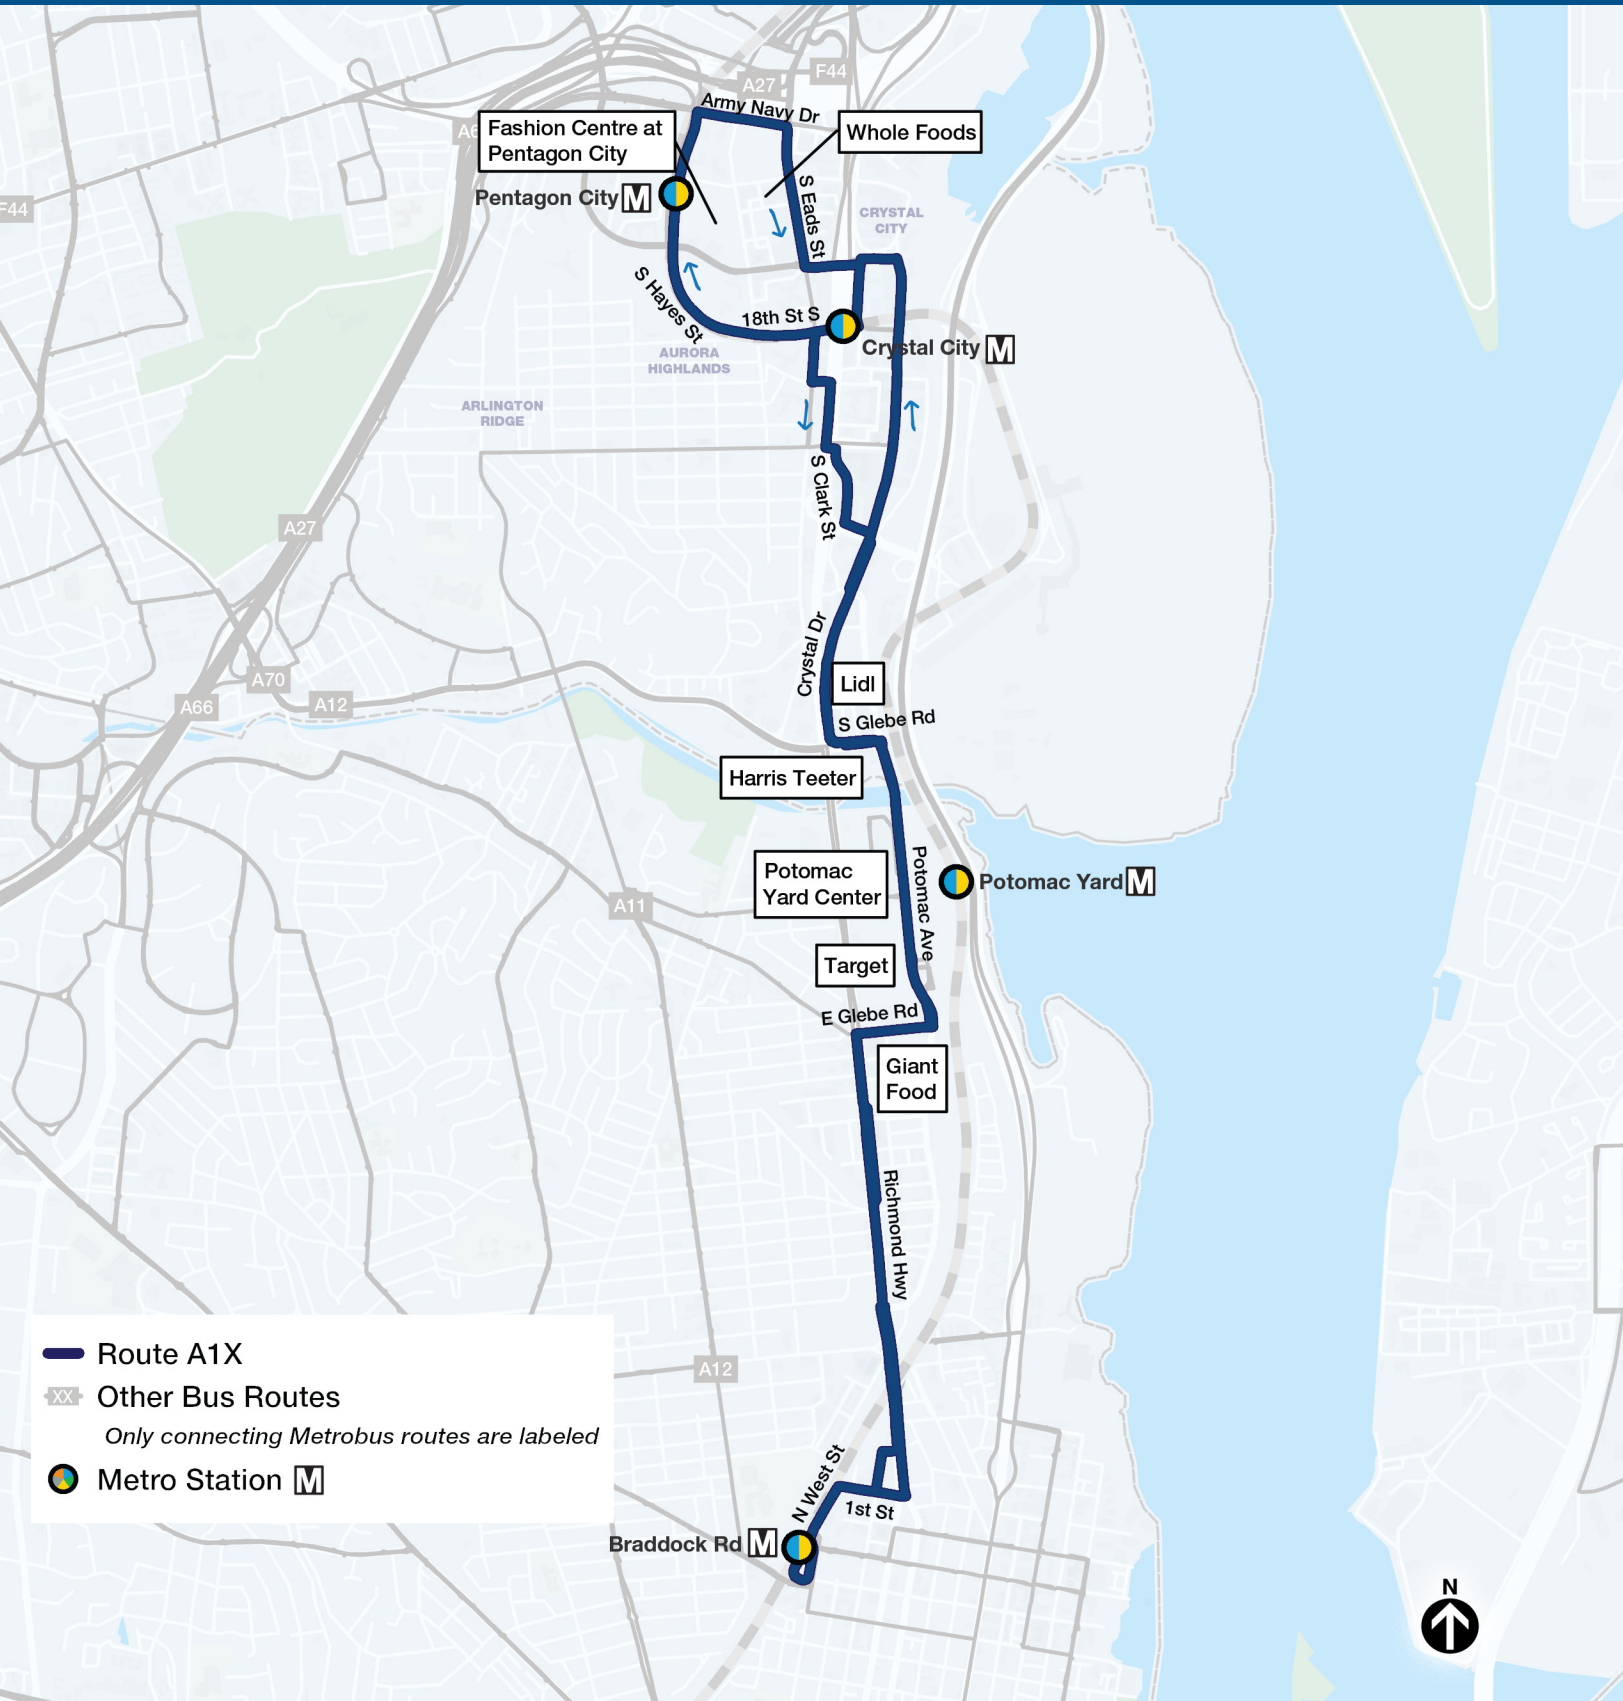 A27
F44
Army Navy Dr
A6
Fashion Centre at
Pentagon City
Whole Foods
Pentagon City M
F44
S Eads St
CRYSTAL
CITY
S Hayes St
18th St S
Crystal City M
AURORA
HIGHLANDS
ARLINGTON
RIDGE
S Clark St
A27
Crystal Dr
Lidl
A70
A12
A66
S Glebe Rd
Harris Teeter
Potomac
Yard Center
Potomac Ave
Potomac Yard M
A11
Target
E Glebe Rd
Giant
Food
Richmond Hwy
Route A1X
A12
XX Other Bus Routes
Only connecting Metrobus routes are labeled
Metro Station M
N West St
1st St
Braddock Rd M
N